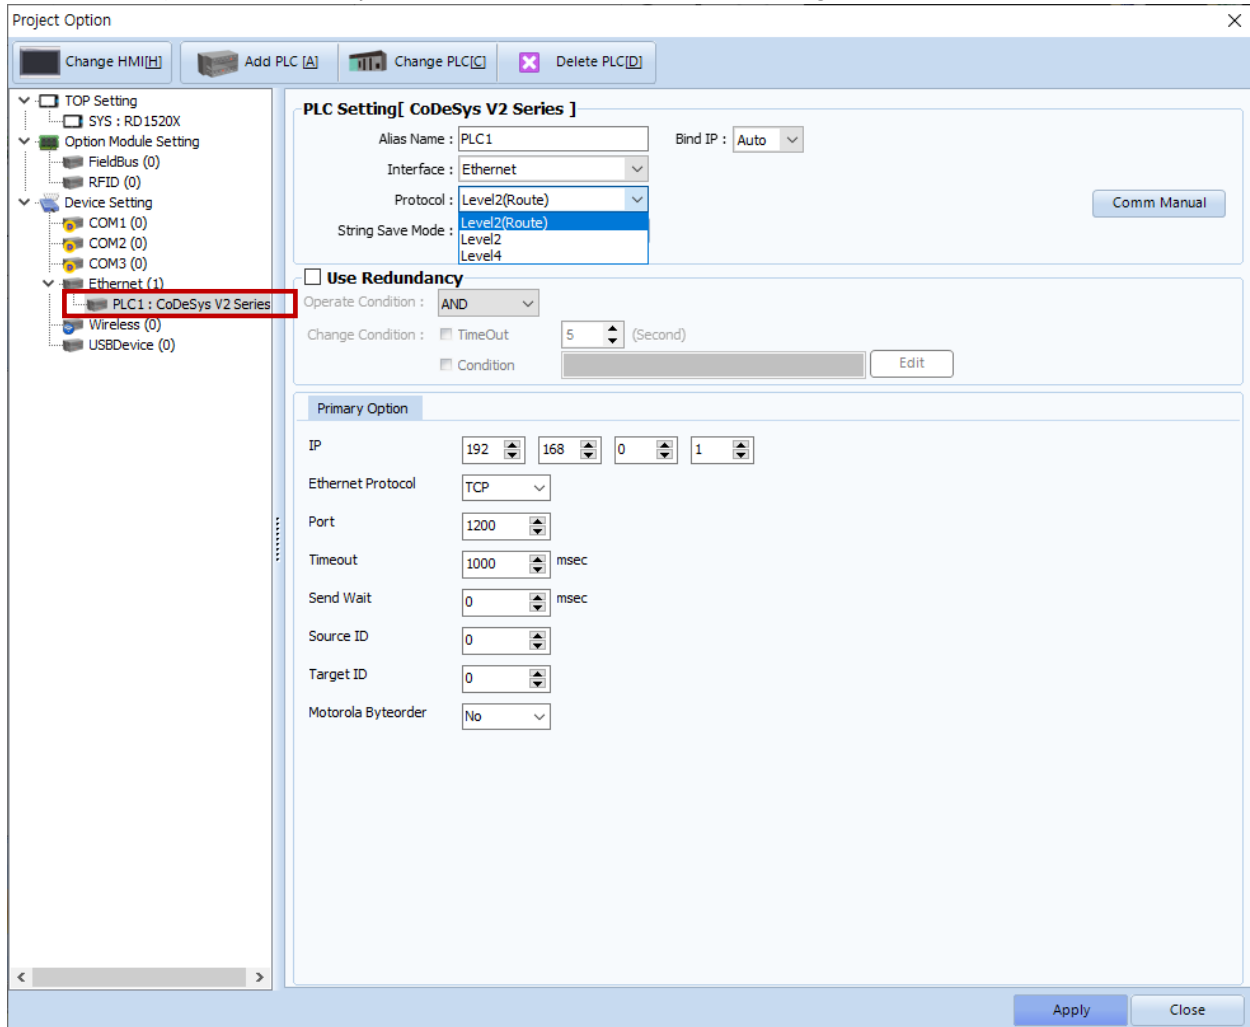 Project Option
Change HMI[H] Add PLC [A] Change PLC[C] Delete PLC[D]
TOP Setting
SYS : RD1520X
Option Module Setting
FieldBus (0)
RFID (0)
Device Setting
COM1 (0)
COM2 (0)
COM3 (0)
Ethernet (1)
PLC1 : CoDeSys V2 Series
Wireless (0)
USBDevice (0)
PLC Setting[ CoDeSys V2 Series ]
Alias Name : PLC1 Bind IP : Auto
Interface : Ethernet
Protocol : Level2(Route) Comm Manual
Level2(Route)
String Save Mode :
Level2
Level4
Use Redundancy
Operate Condition : AND
Change Condition : TimeOut 5 (Second)
Condition Edit
Primary Option
IP 192 168 0 1
Ethernet Protocol TCP
Port 1200
Timeout 1000 msec
Send Wait 0 msec
Source ID 0
Target ID 0
Motorola Byteorder No
Apply Close